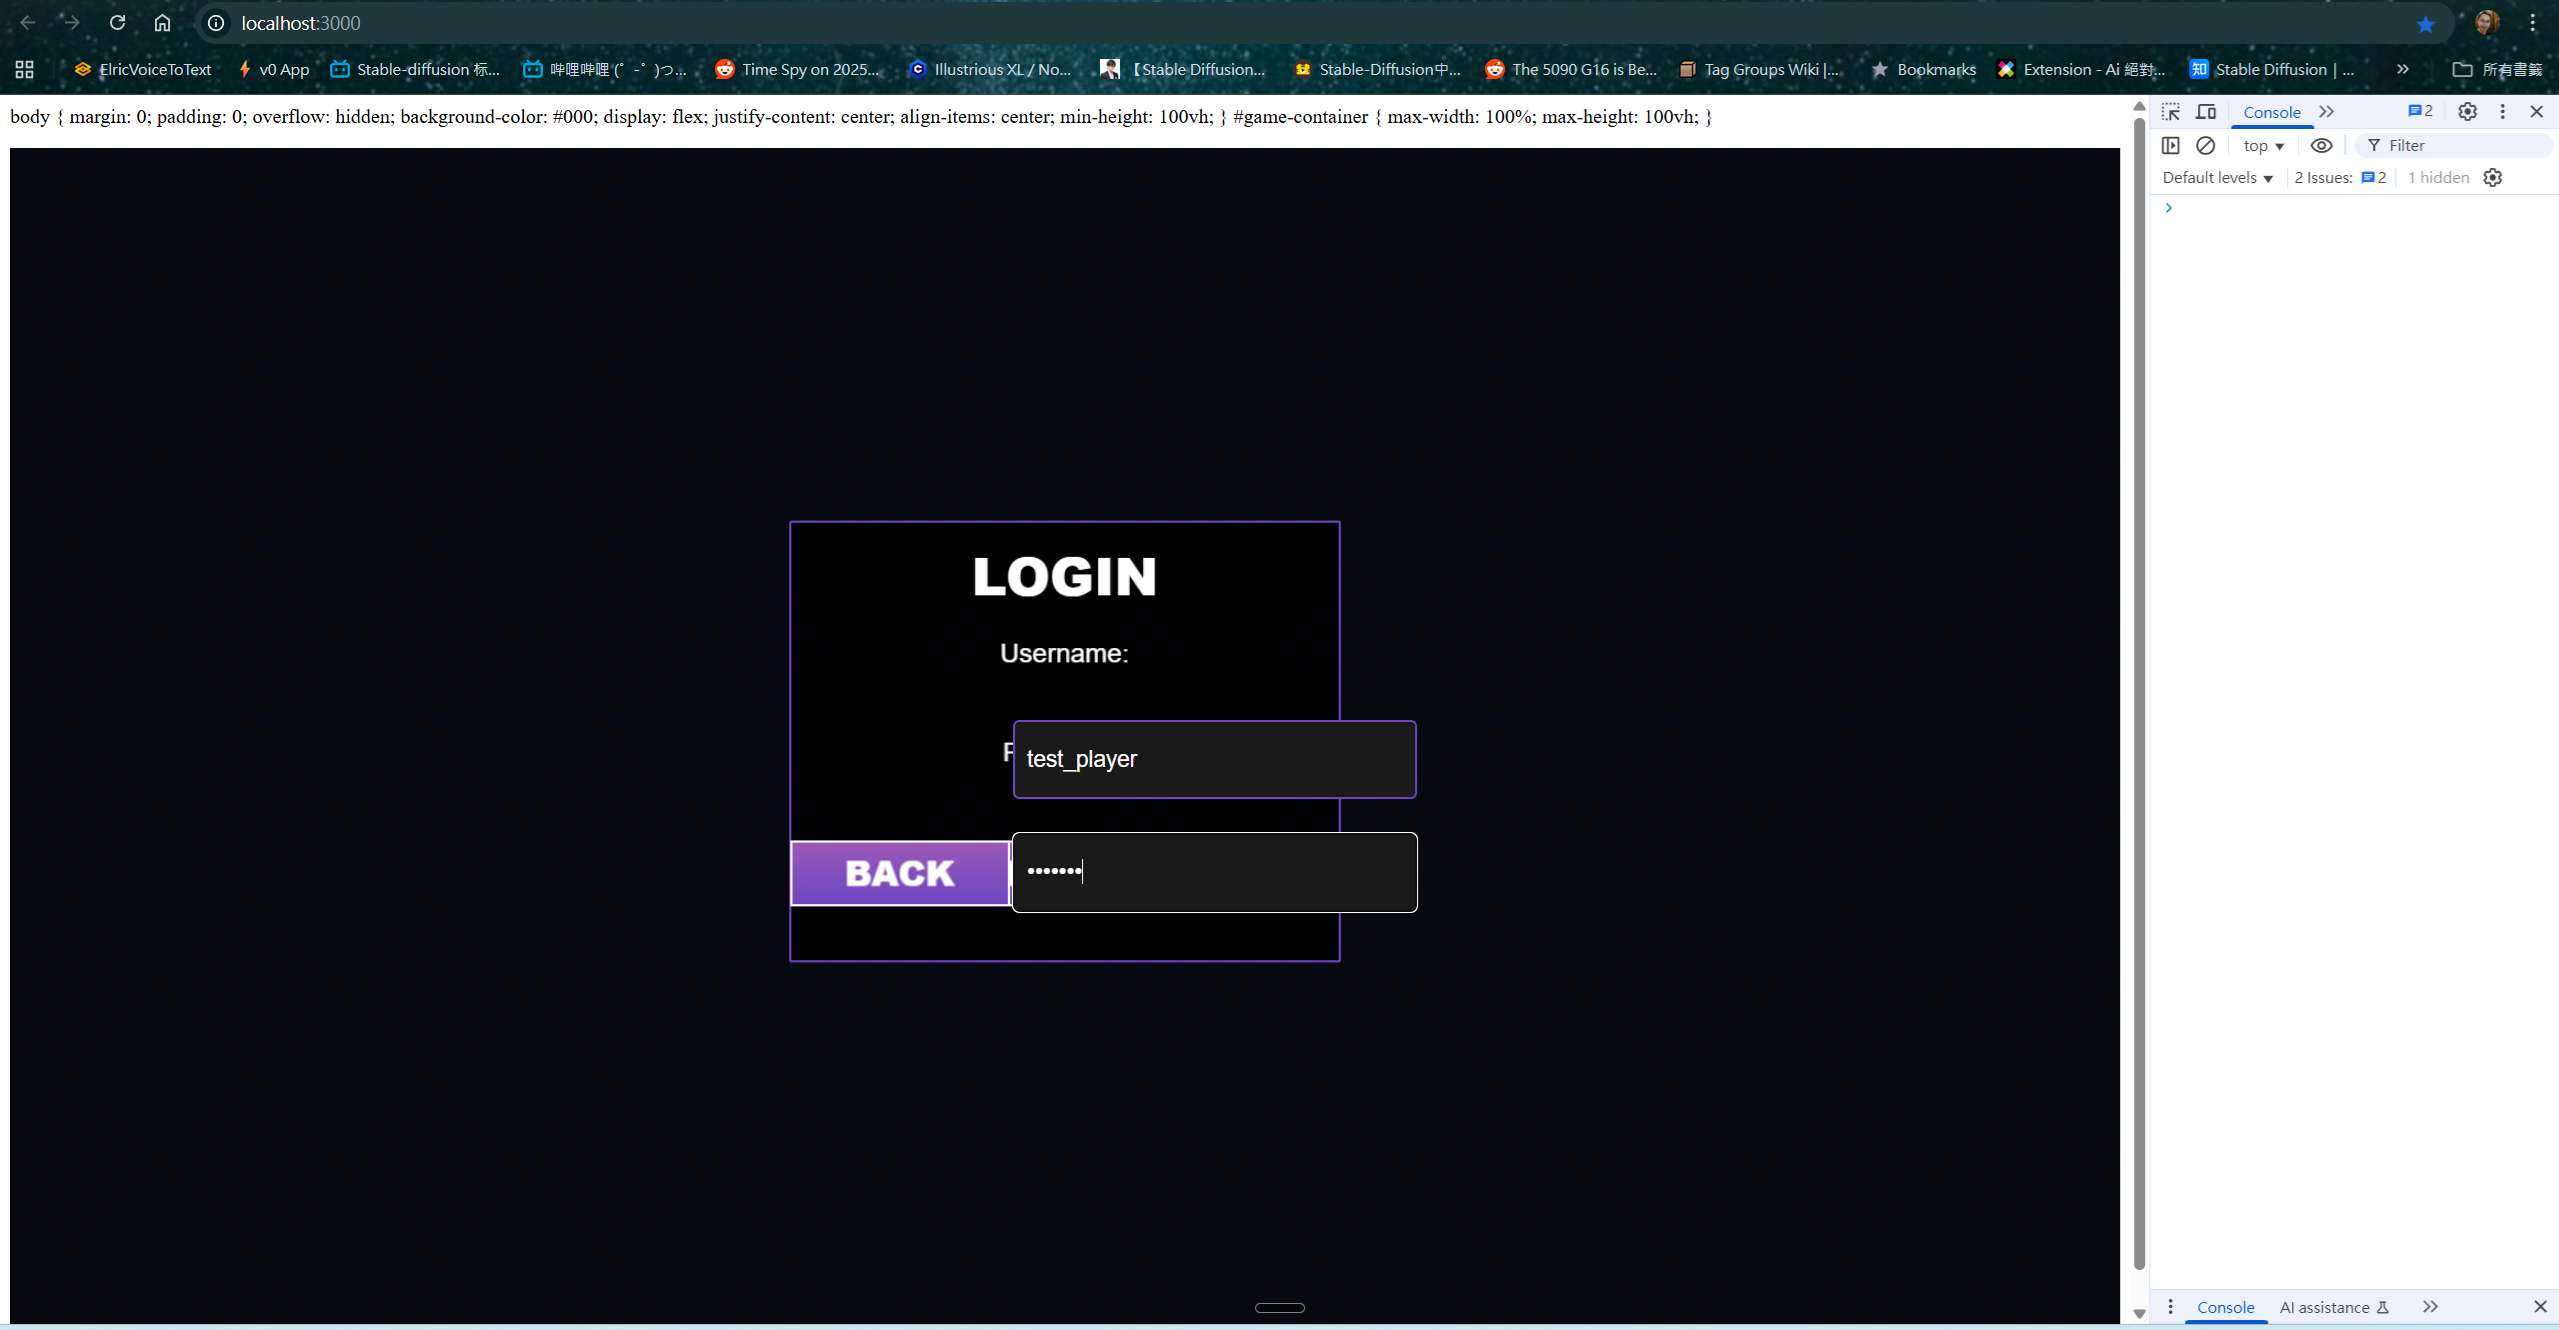 localhost:3000
ElricVoiceToText
v0 App
Stable-diffusion 标...
哔哩哔哩 (゜-゜)つ...
Time Spy on 2025...
Illustrious XL / No...
【Stable Diffusion...
Stable-Diffusion中...
The 5090 G16 is Be...
Tag Groups Wiki |...
Bookmarks
Extension - Ai 絕對...
知 Stable Diffusion | ...
所有書籤
body { margin: 0; padding: 0; overflow: hidden; background-color: #000; display: flex; justify-content: center; align-items: center; min-height: 100vh; } #game-container { max-width: 100%; max-height: 100vh; }
LOGIN
Username:
test_player
•••••••
BACK
Console
2
top
Filter
Default levels
2 Issues:
2
1 hidden
Console
AI assistance